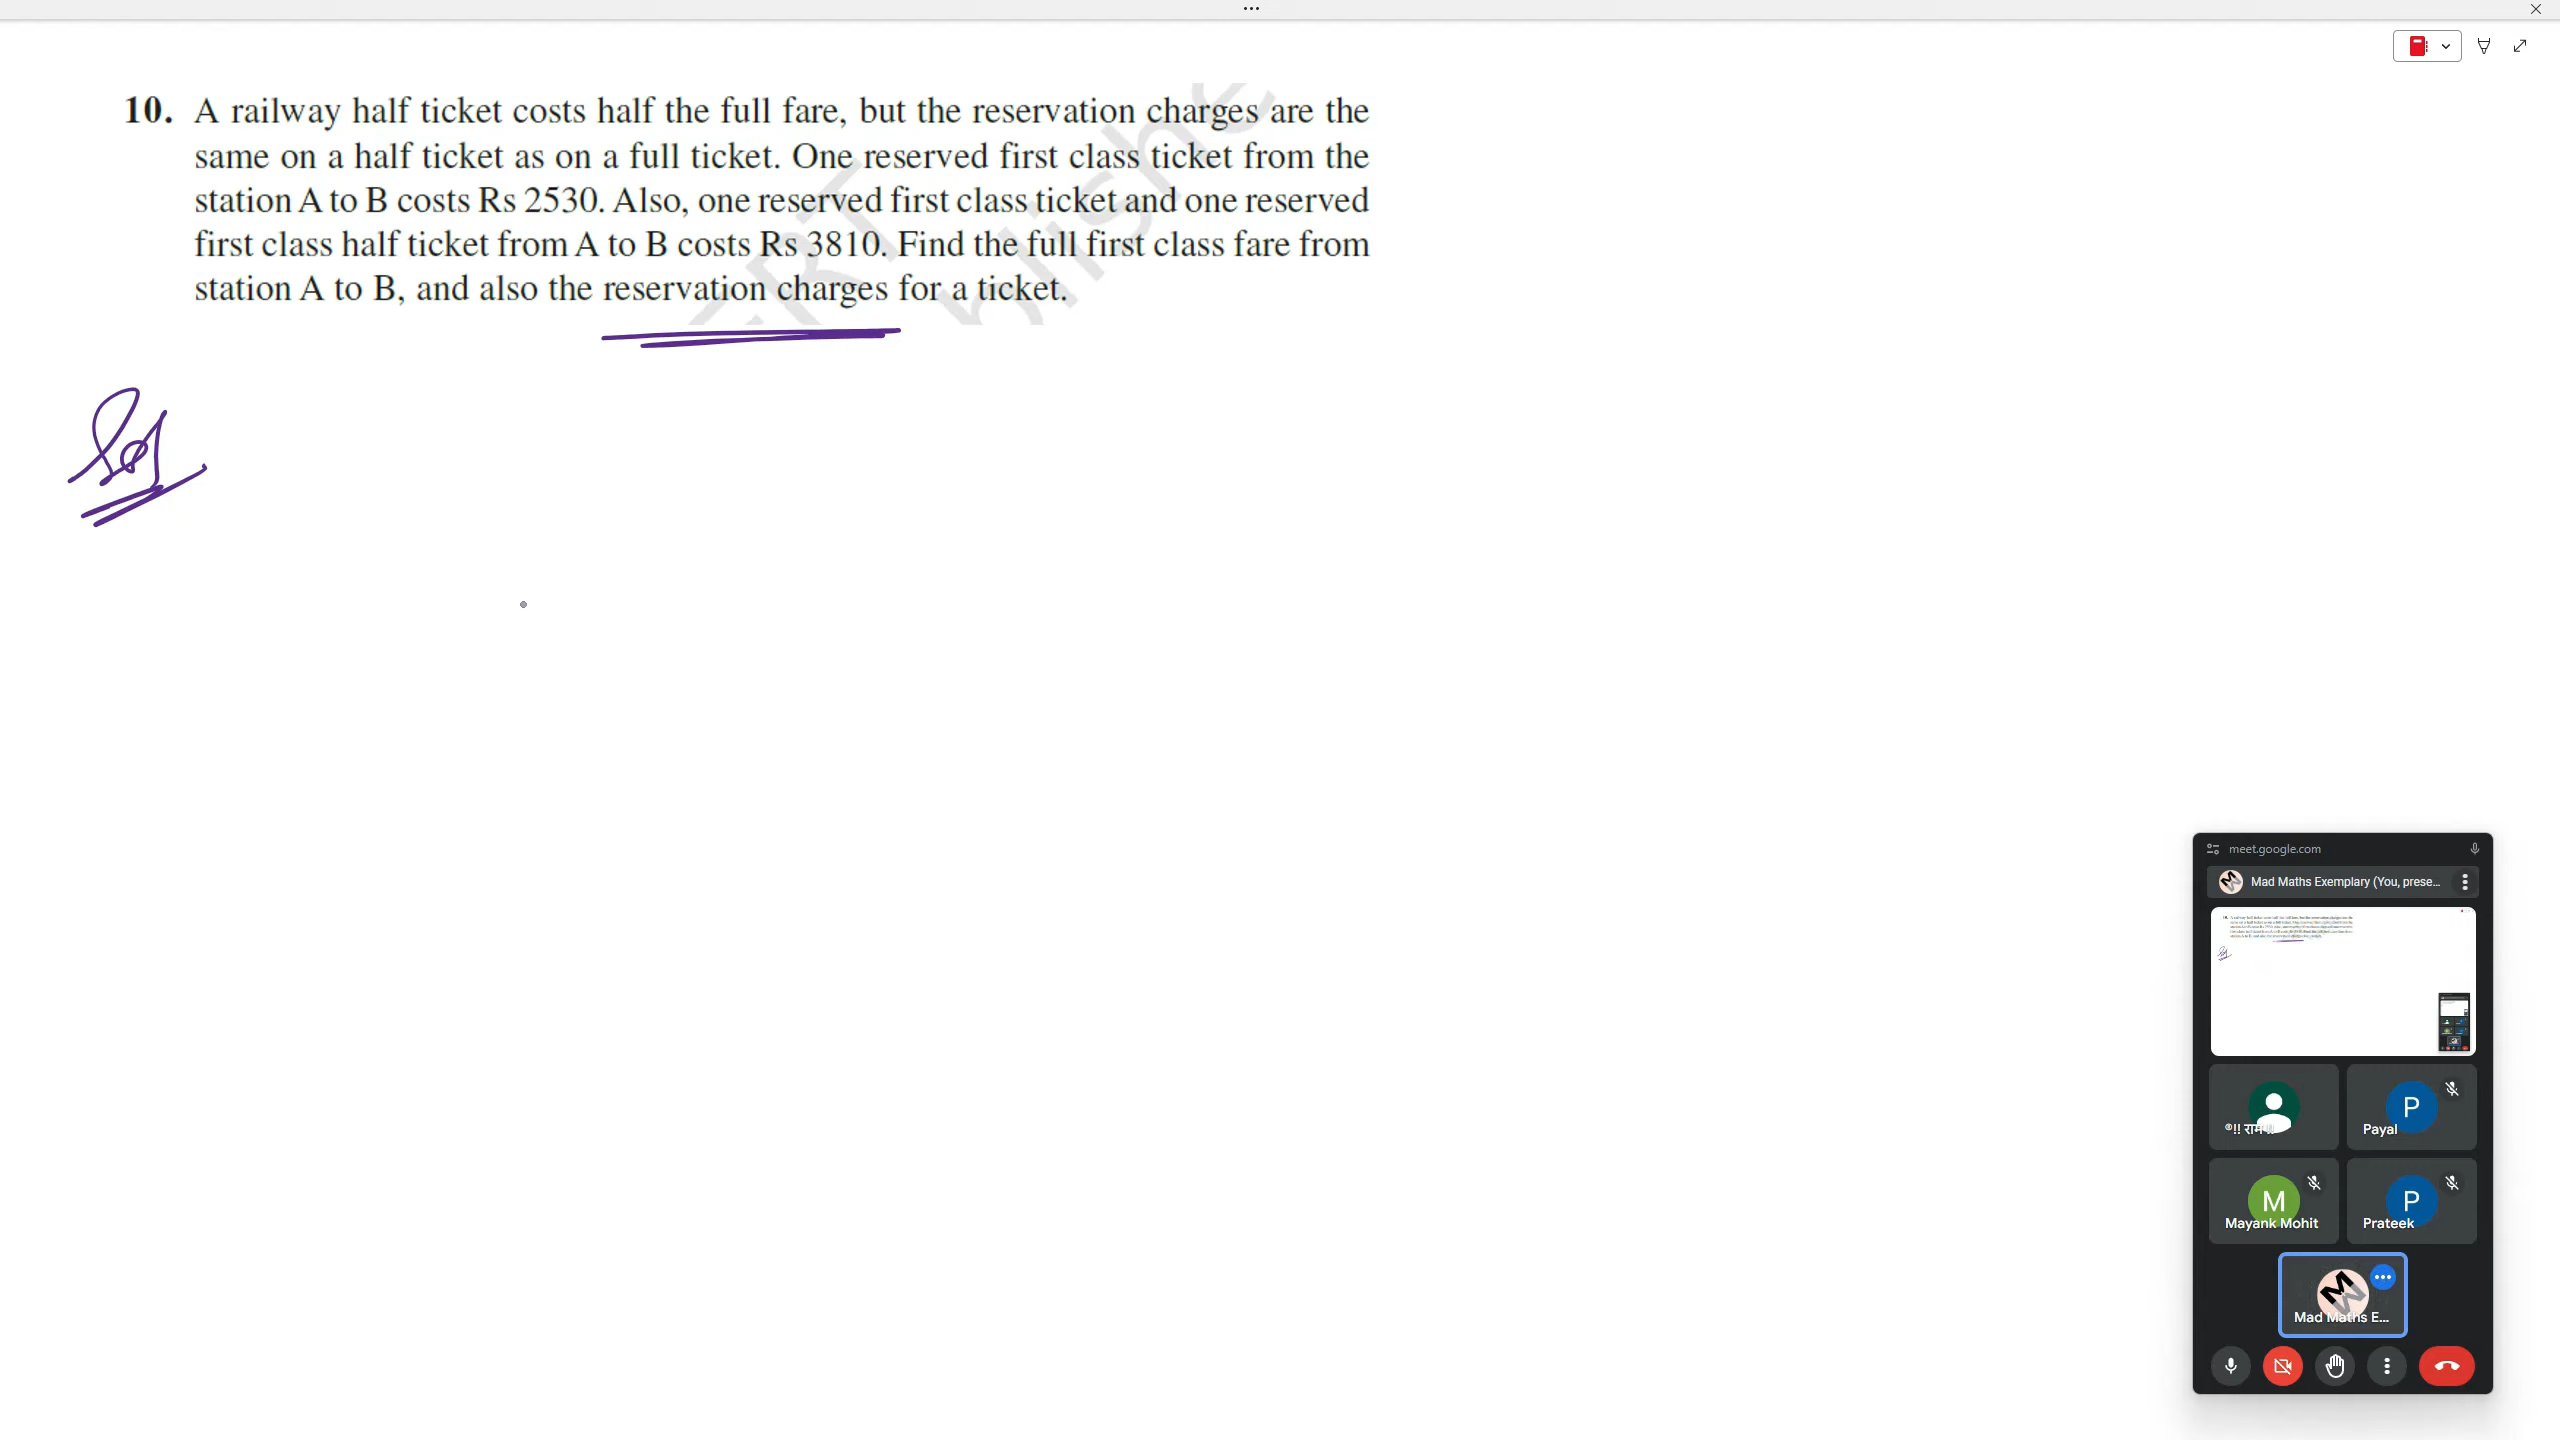 10. A railway half ticket costs half the full fare, but the reservation charges are the
same on a half ticket as on a full ticket. One reserved first class ticket from the
station A to B costs Rs 2530. Also, one reserved first class ticket and one reserved
first class half ticket from A to B costs Rs 3810. Find the full first class fare from
station A to B, and also the reservation charges for a ticket.
Sol
meet.google.com
Mad Maths Exemplary (You, prese...
P
Payal
M
Mayank Mohit
P
Prateek
Mad Maths E...